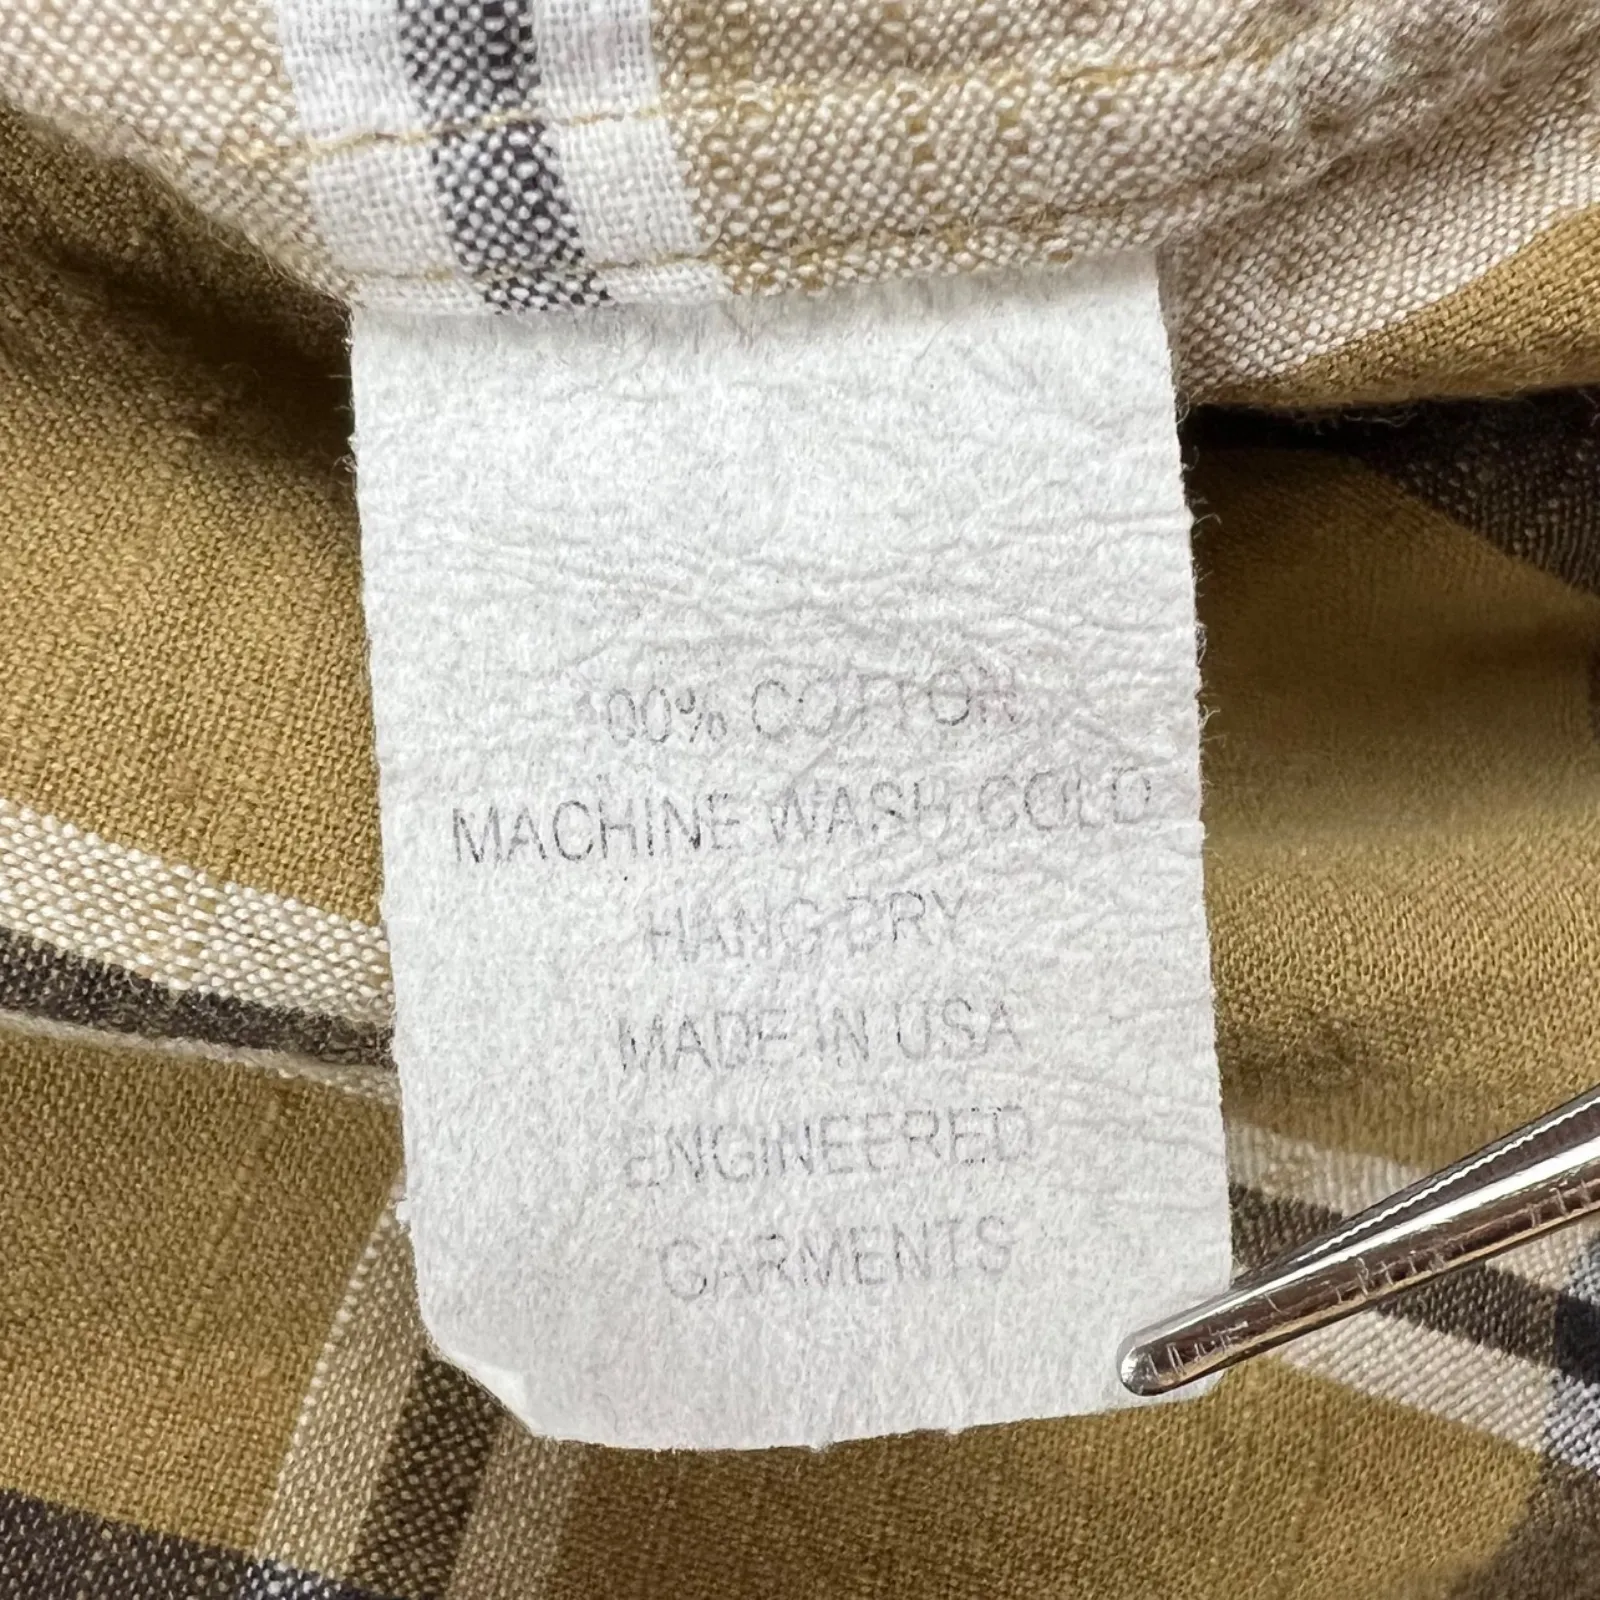 100% COTTON
MACHINE WASH COLD
HANG DRY
MADE IN USA
ENGINEERED
GARMENTS